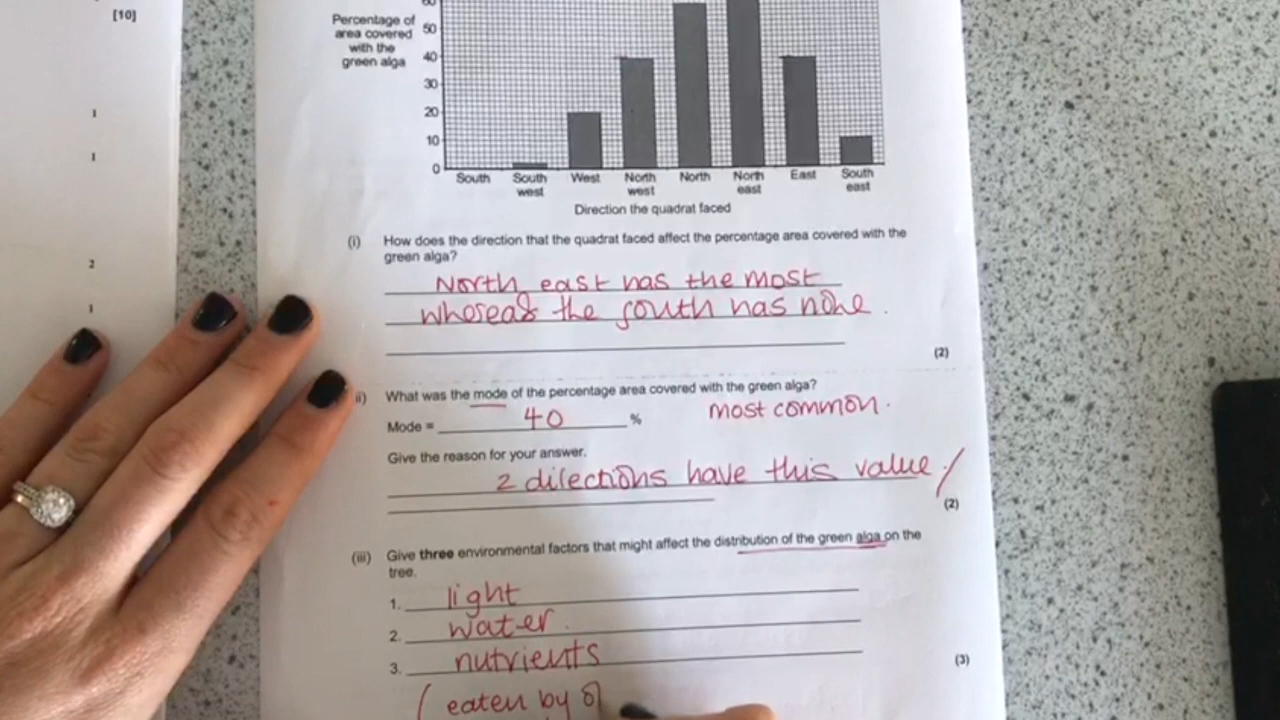 [10]
1
1
2
1
Percentage of
area covered
with the
green alga
60
50
40
30
20
10
0
South South west West North west North North east East South east
Direction the quadrat faced
(i) How does the direction that the quadrat faced affect the percentage area covered with the
green alga?
North east has the most
whereas the south has none.
(2)
ii) What was the mode of the percentage area covered with the green alga?
Mode = 40 % most common.
Give the reason for your answer.
2 directions have this value.
(2)
(iii) Give three environmental factors that might affect the distribution of the green alga on the
tree.
1. light
2. water.
3. nutrients
(3)
( eaten by